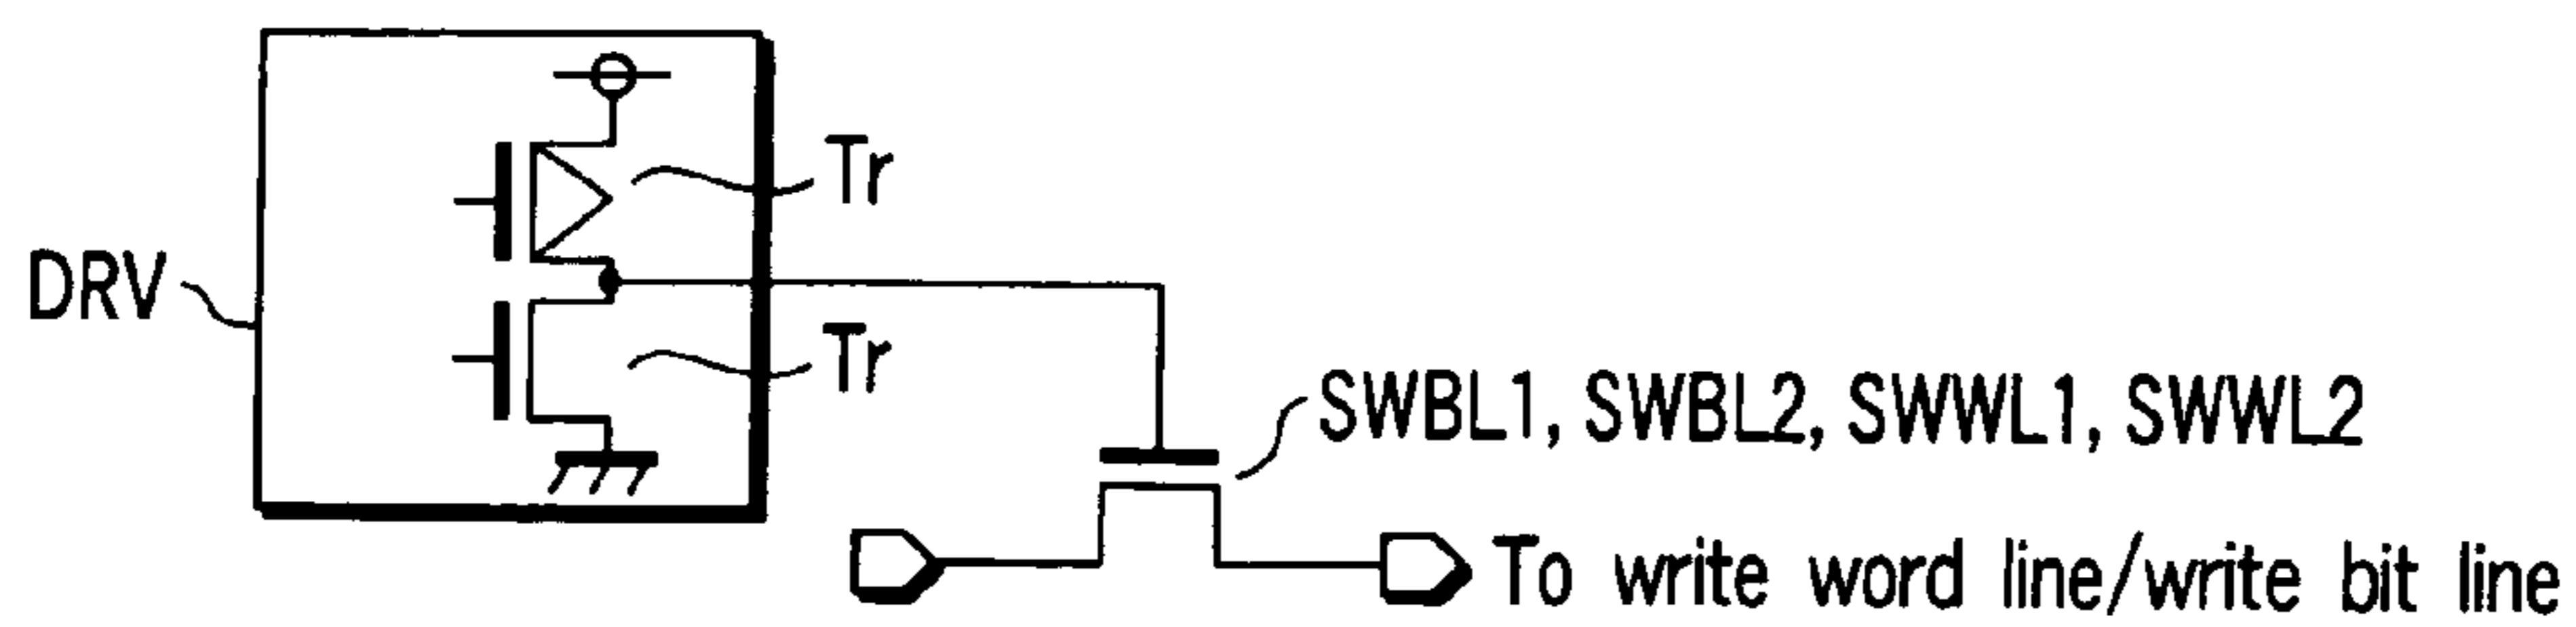 Tr
DRV
Tr
SWBL1, SWBL2, SWWL1, SWWL2
To write word line/write bit line